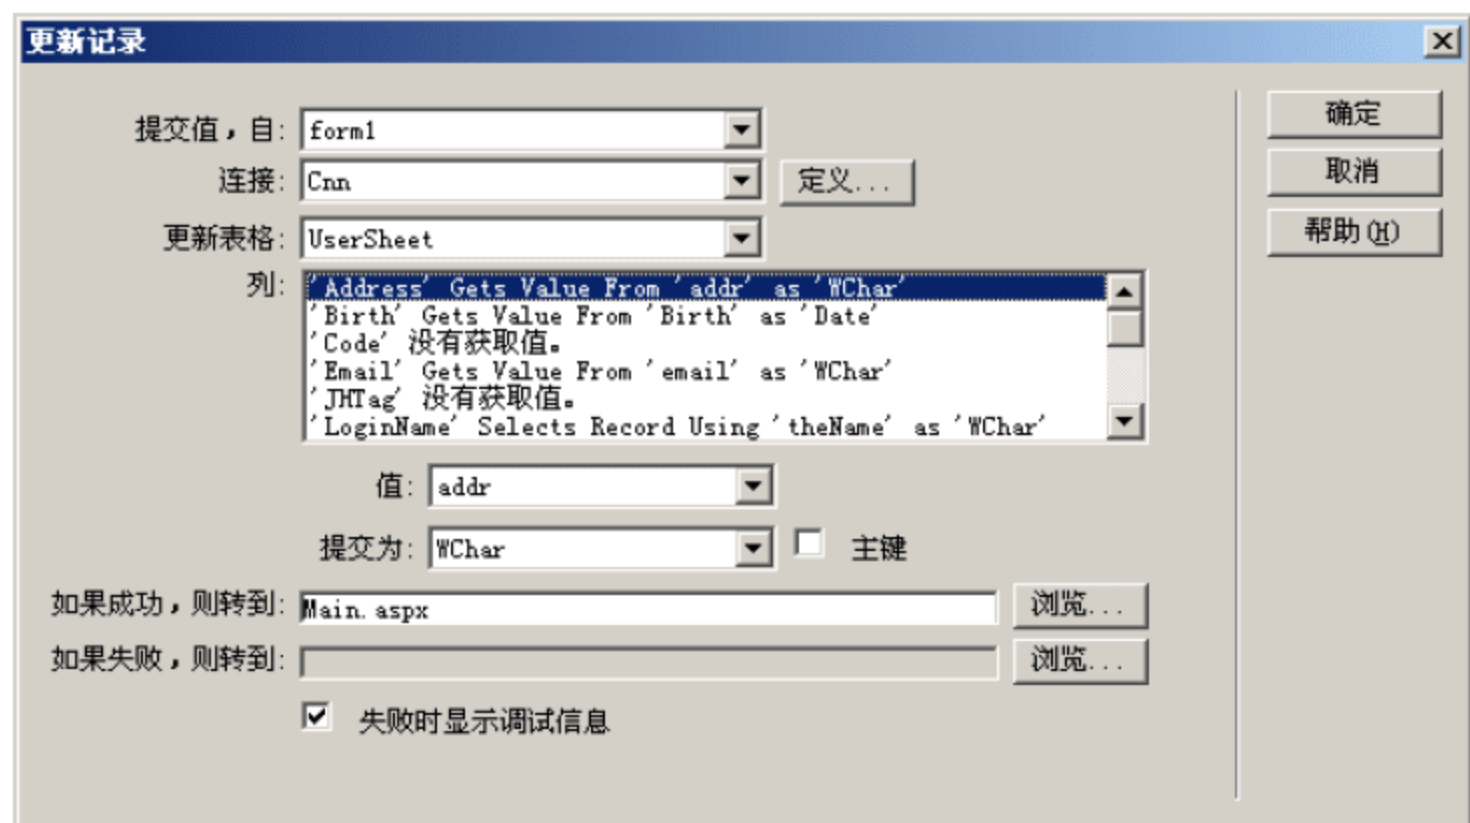 更新记录
提交值，自: form1
确定
连接: Cnn 定义...
取消
更新表格: UserSheet
帮助(H)
列: 'Address' Gets Value From 'addr' as 'WChar'
'Birth' Gets Value From 'Birth' as 'Date'
'Code' 没有获取值。
'Email' Gets Value From 'email' as 'WChar'
'JHTag' 没有获取值。
'LoginName' Selects Record Using 'theName' as 'WChar'
值: addr
提交为: WChar 主键
如果成功，则转到: Main.aspx 浏览...
如果失败，则转到: 浏览...
失败时显示调试信息